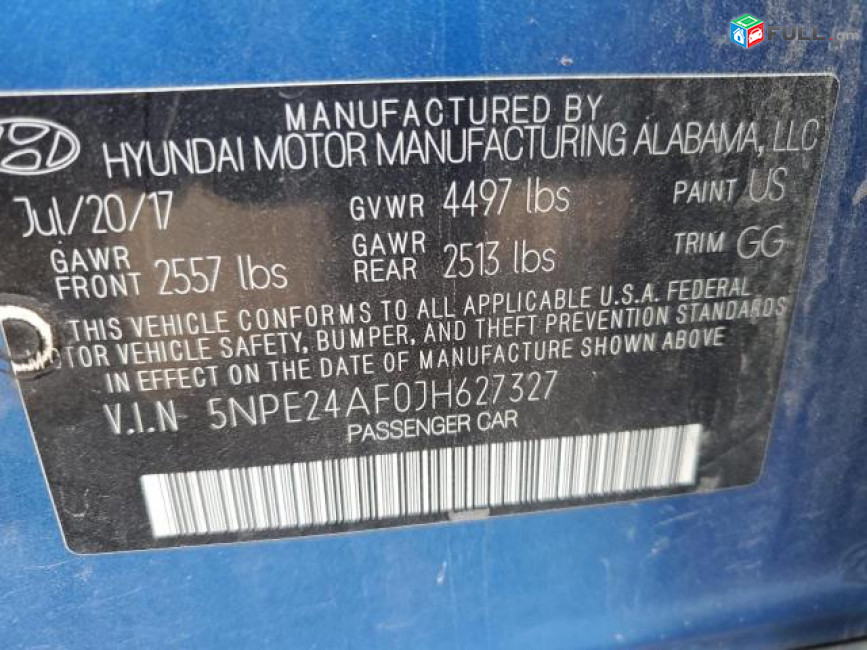 FULL.am
MANUFACTURED BY
HYUNDAI MOTOR MANUFACTURING ALABAMA, LLC
Jul/20/17 GVWR 4497 lbs PAINT US
GAWR FRONT 2557 lbs GAWR REAR 2513 lbs TRIM GG
THIS VEHICLE CONFORMS TO ALL APPLICABLE U.S.A. FEDERAL
TOR VEHICLE SAFETY, BUMPER, AND THEFT PREVENTION STANDARDS
IN EFFECT ON THE DATE OF MANUFACTURE SHOWN ABOVE
V.I.N 5NPE24AF0JH627327
PASSENGER CAR